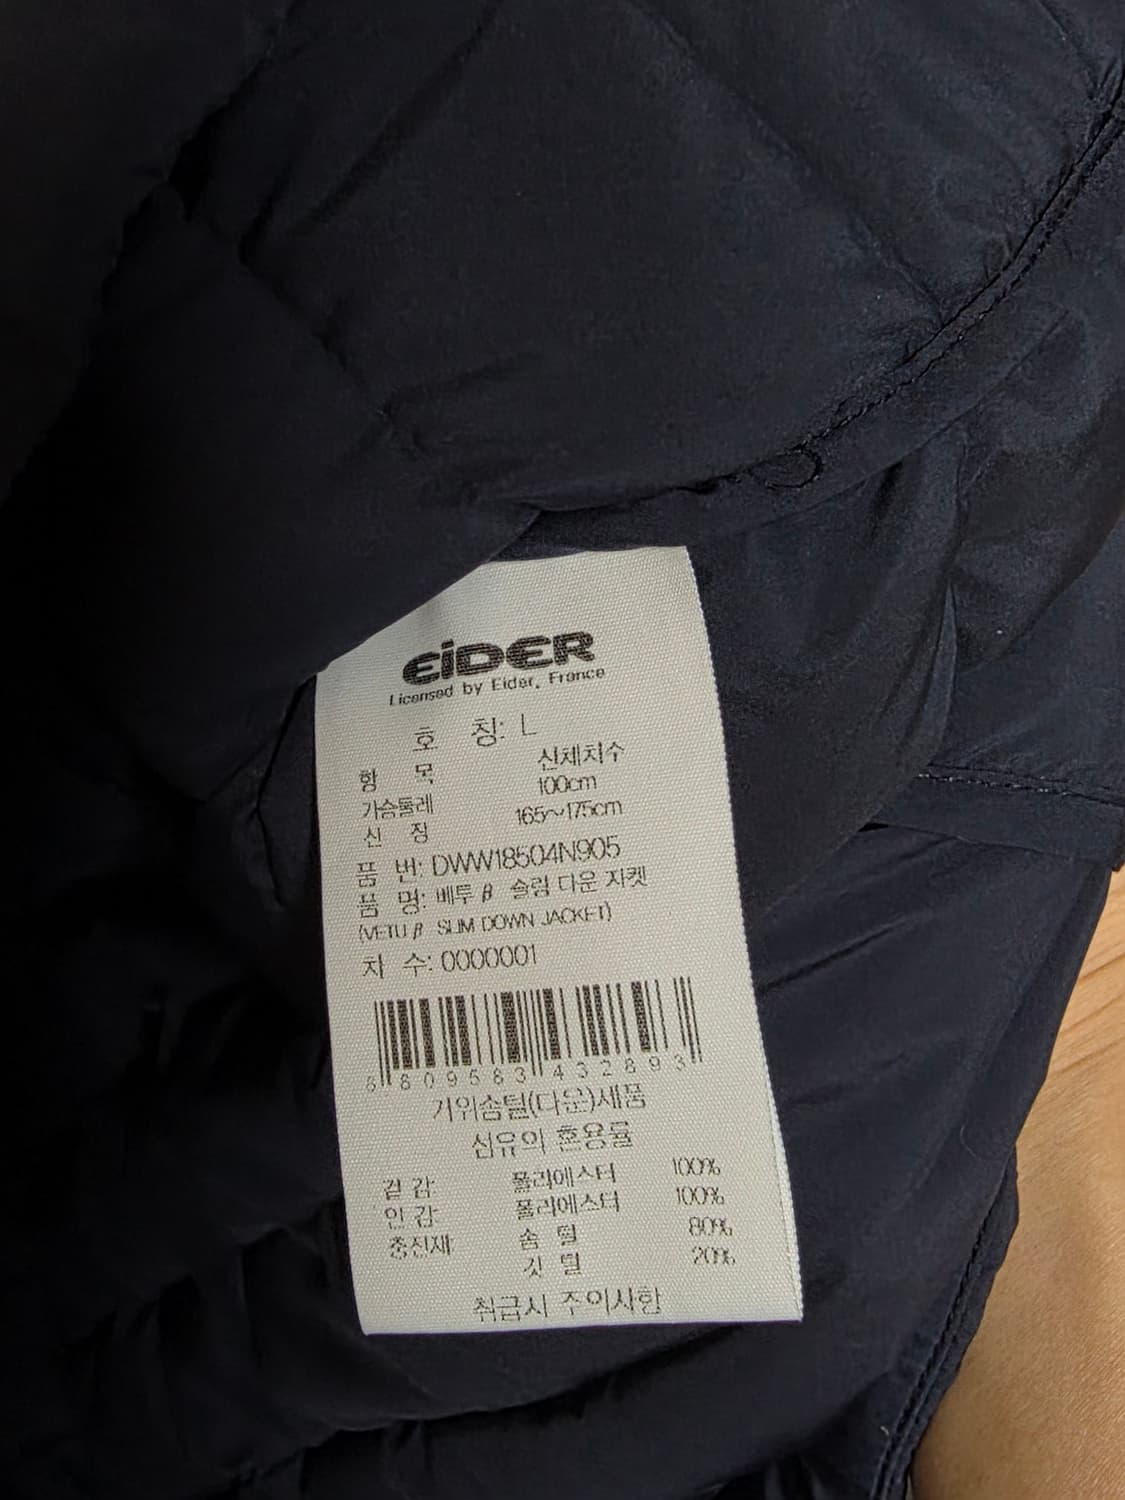 EiDER
Licensed by Eider, France
호 칭: L
항 목 신체치수
가슴둘레 100cm
신 장 165~175cm
품 번: DWW18504N905
품 명: 베투 β 슬림 다운 자켓
(VETU β SLIM DOWN JACKET)
차 수: 0000001
8 809583 432893
거위솜털(다운)제품
섬유의 혼용률
겉 감: 폴리에스터 100%
안 감: 폴리에스터 100%
충전재 솜 털 80%
깃 털 20%
취급시 주의사항